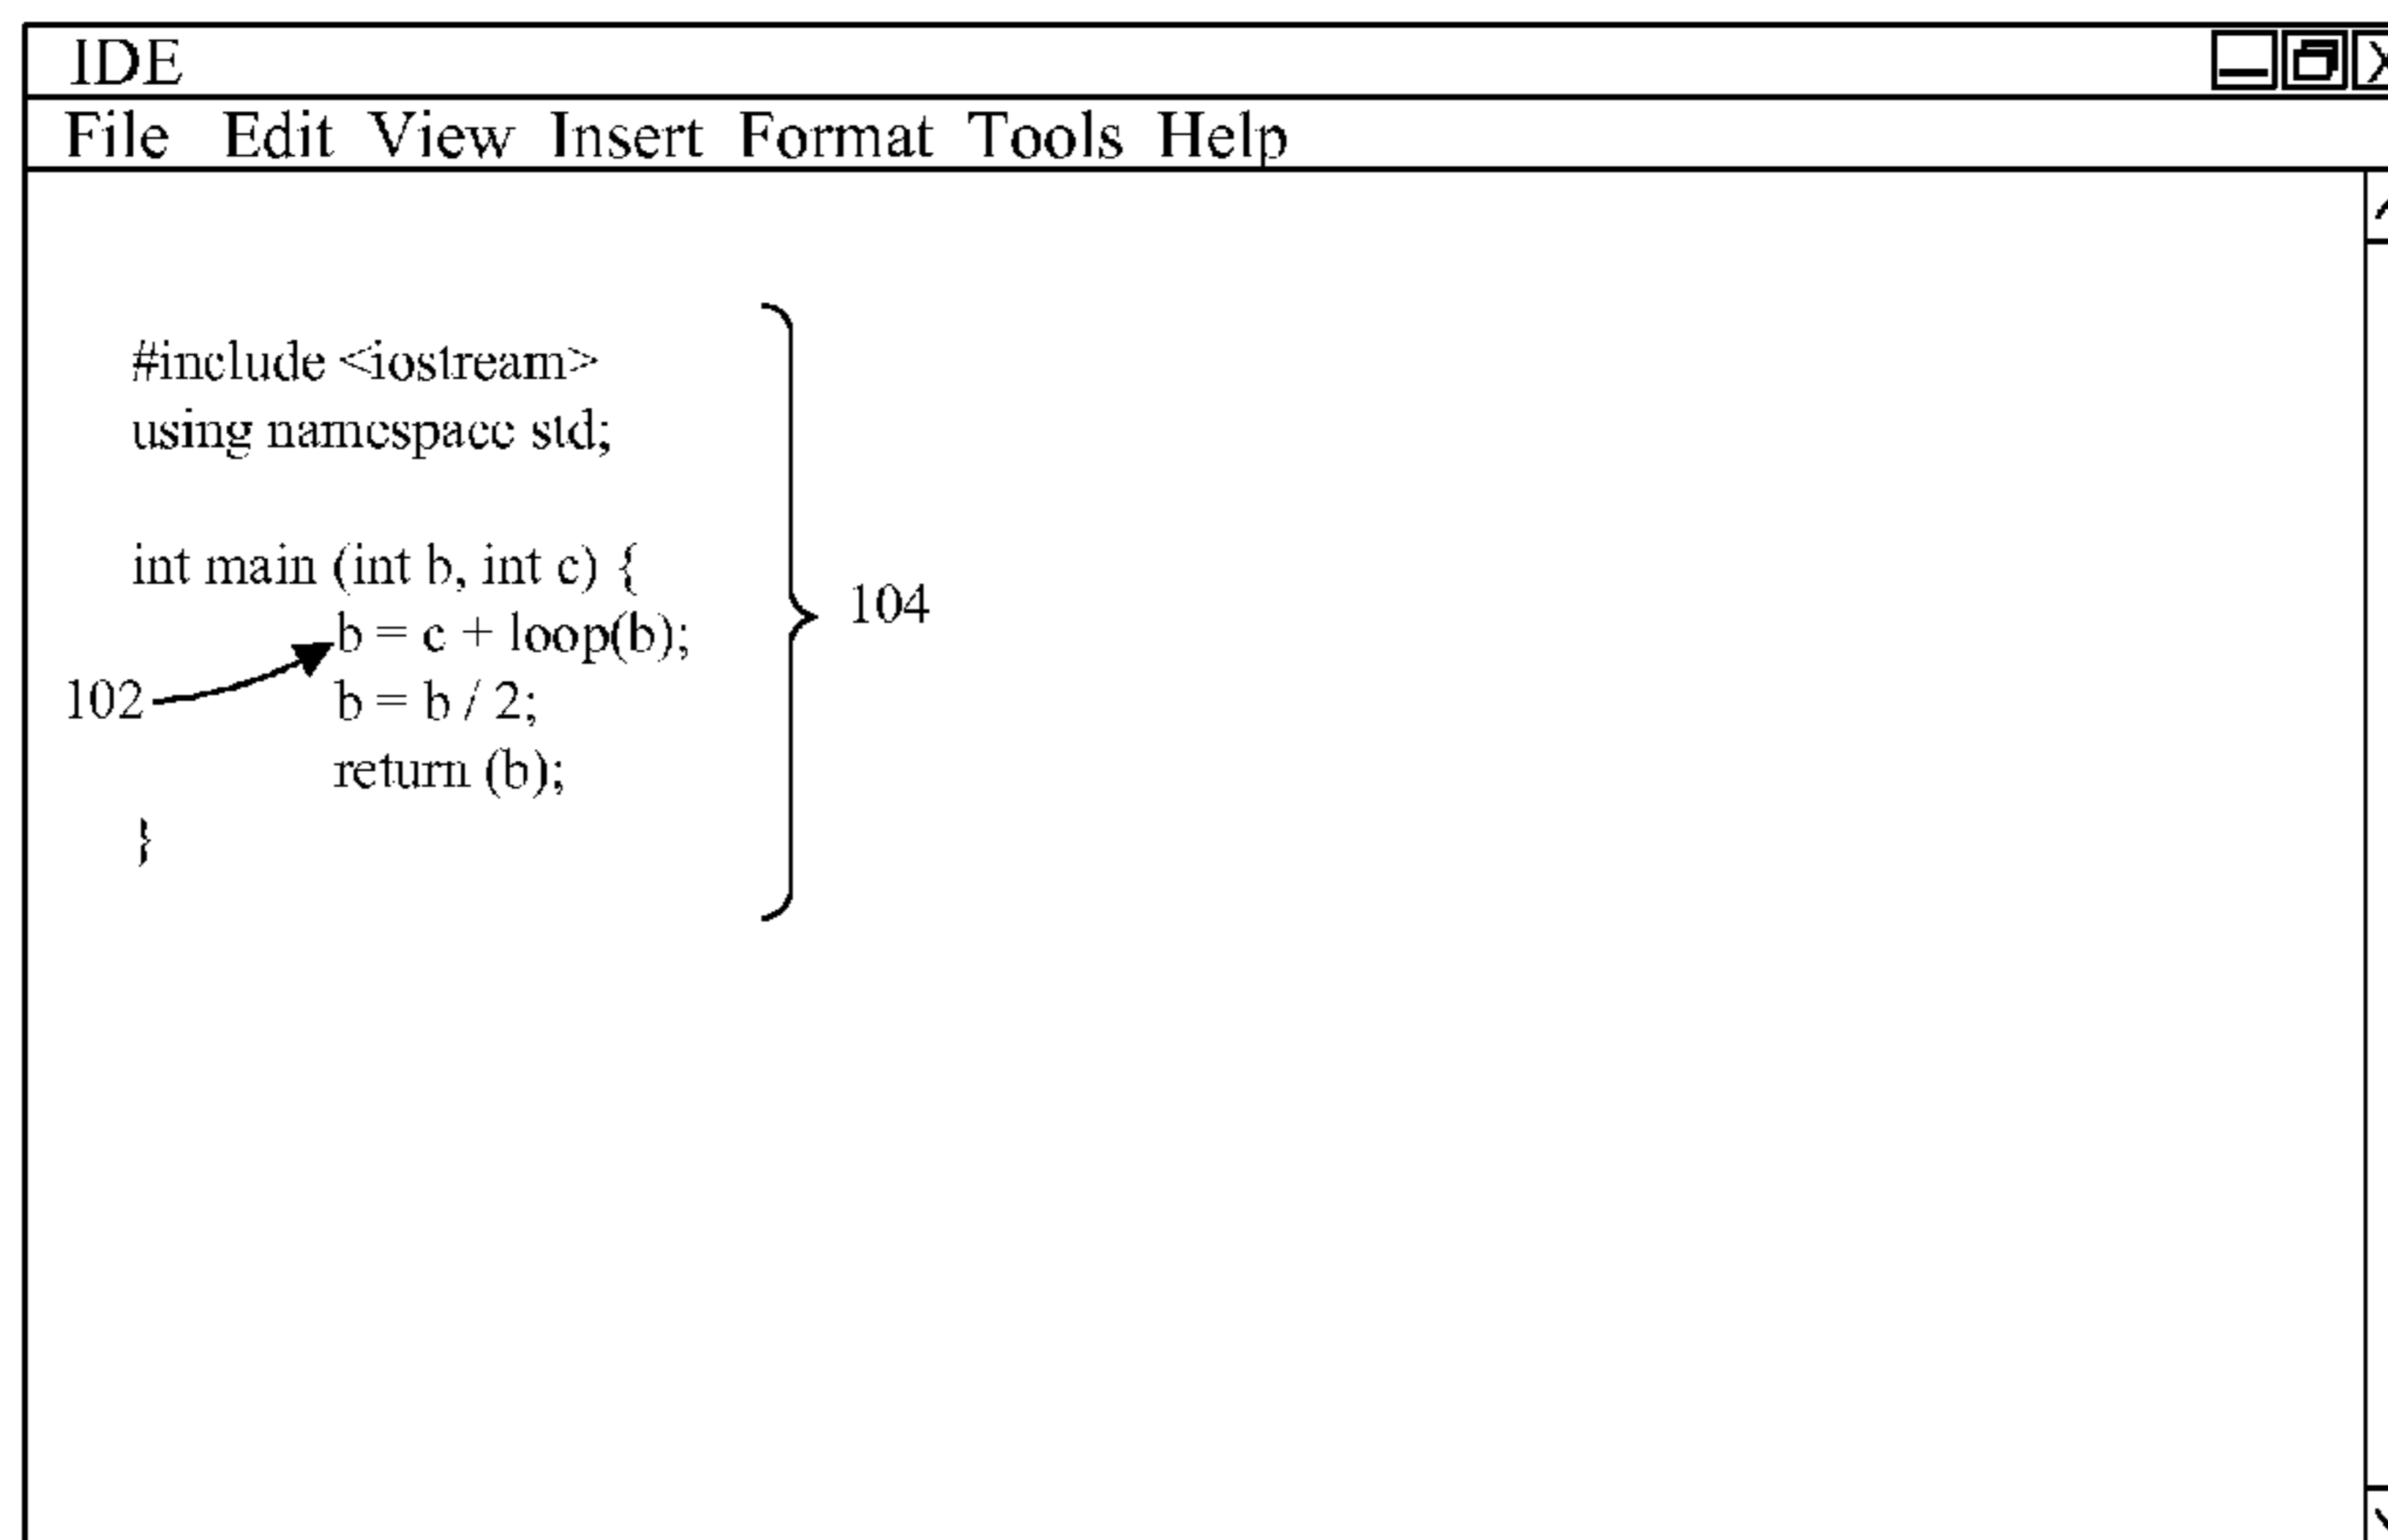 IDE
File Edit View Insert Format Tools Help
#include <iostream>
using namespace std;
int main (int b, int c) {
b = c + loop(b);
104
102
b = b / 2;
return (b);
}